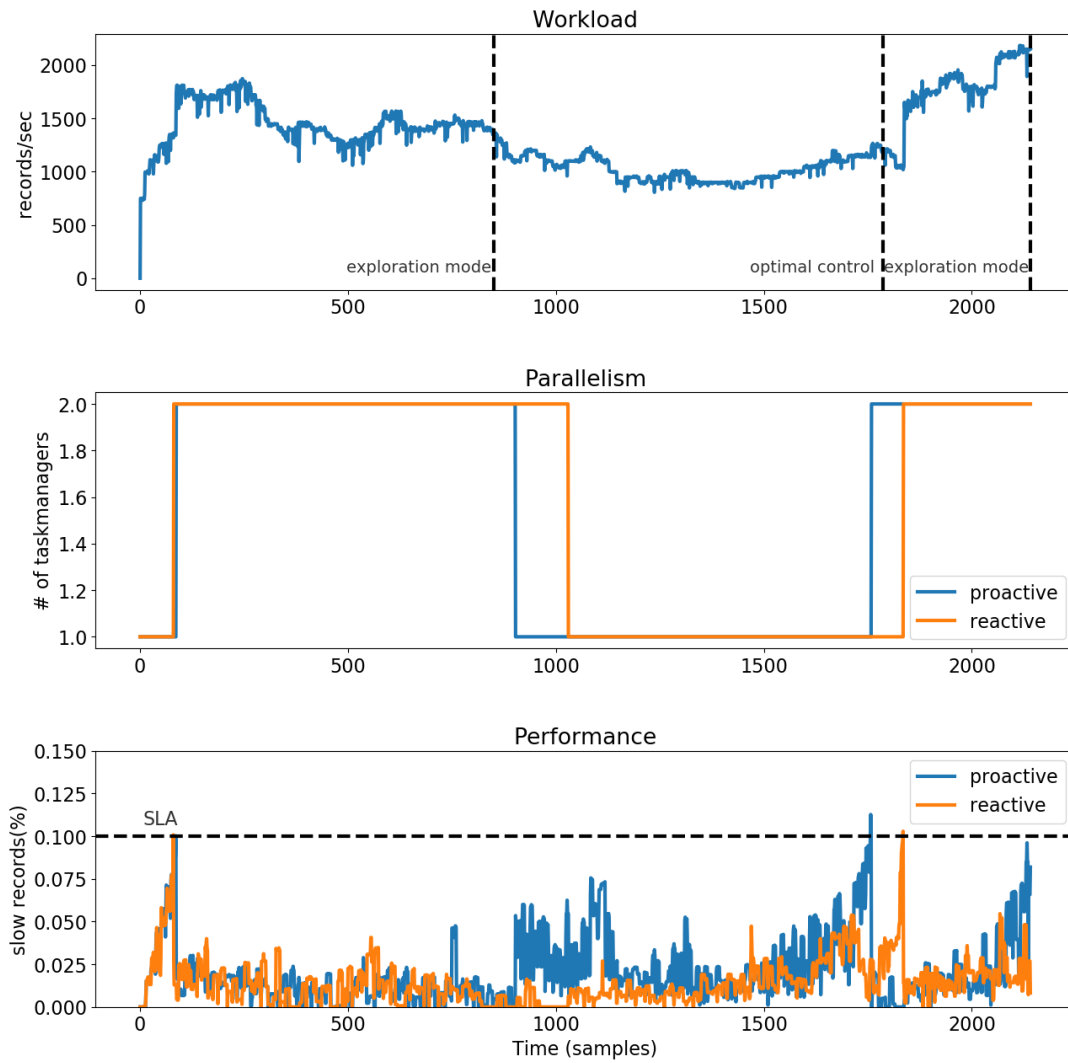 Workload
records/sec
2000
1500
1000
500
0
exploration mode
optimal control
exploration mode
0
500
1000
1500
2000
Parallelism
# of taskmanagers
2.0
1.8
1.6
1.4
1.2
1.0
proactive
reactive
0
500
1000
1500
2000
Performance
slow records(%)
0.150
0.125
0.100
0.075
0.050
0.025
0.000
SLA
proactive
reactive
0
500
1000
1500
2000
Time (samples)